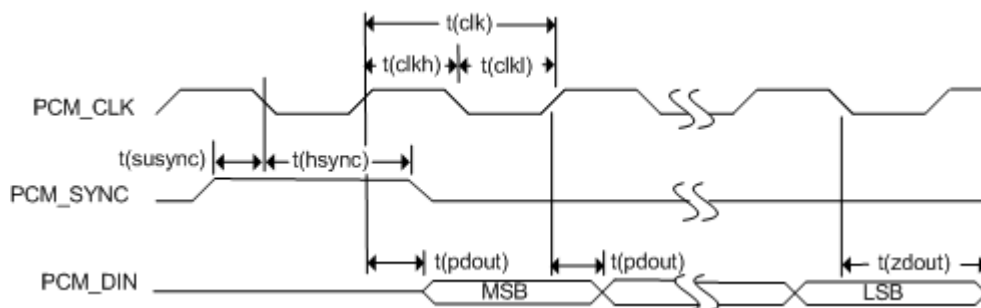 t(clk)
t(clkh) t(clkl)
PCM_CLK
t(susync) t(hsync)
PCM_SYNC
t(pdout) t(pdout) t(zdout)
PCM_DIN MSB LSB